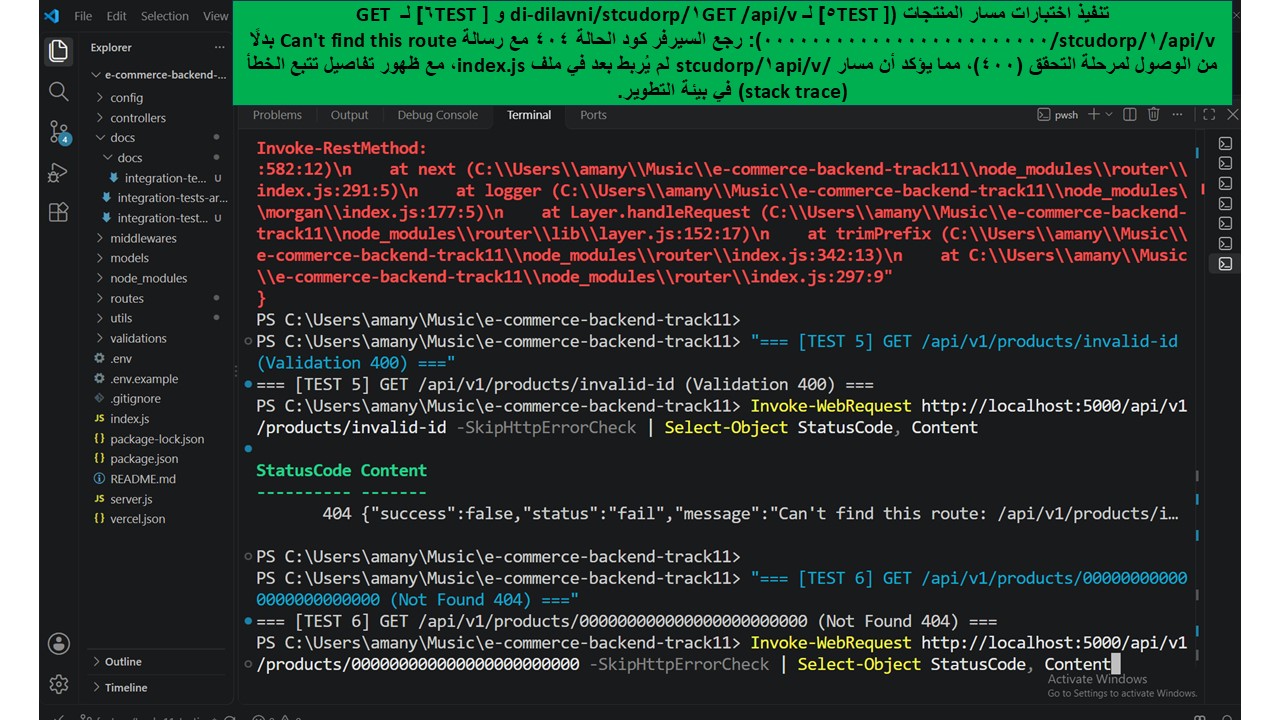 تنفيذ اختبارات مسار المنتجات ([ TEST٥] لـ GET /api/v١/di-dilavni/stcudorp و [ TEST٦] لـ GET
/api/v١/stcudorp/٠٠٠٠٠٠٠٠٠٠٠٠٠٠٠٠٠٠٠٠٠٠٠٠): رجع السيرفر كود الحالة ٤٠٤ مع رسالة Can't find this route بدلًا
من الوصول لمرحلة التحقق (٤٠٠)، مما يؤكد أن مسار /api/v١/stcudorp لم يُربط بعد في ملف index.js، مع ظهور تفاصيل تتبع الخطأ
(stack trace) في بيئة التطوير.
File Edit Selection View
Explorer ···
e-commerce-backend-...
config
controllers
docs
docs
integration-te... U
integration-tests-ar...
integration-test... U
middlewares
models
node_modules
routes
utils
validations
.env
.env.example
.gitignore
JS index.js
{} package-lock.json
{} package.json
README.md
JS server.js
{} vercel.json
Outline
Timeline
4
Problems Output Debug Console Terminal Ports
pwsh
Invoke-RestMethod:
:582:12)\n    at next (C:\\Users\\amany\\Music\\e-commerce-backend-track11\\node_modules\\router\\
index.js:291:5)\n    at logger (C:\\Users\\amany\\Music\\e-commerce-backend-track11\\node_modules\
\morgan\\index.js:177:5)\n    at Layer.handleRequest (C:\\Users\\amany\\Music\\e-commerce-backend-
track11\\node_modules\\router\\lib\\layer.js:152:17)\n    at trimPrefix (C:\\Users\\amany\\Music\\
e-commerce-backend-track11\\node_modules\\router\\index.js:342:13)\n    at C:\\Users\\amany\\Music
\\e-commerce-backend-track11\\node_modules\\router\\index.js:297:9"
}
PS C:\Users\amany\Music\e-commerce-backend-track11>
PS C:\Users\amany\Music\e-commerce-backend-track11> "=== [TEST 5] GET /api/v1/products/invalid-id
(Validation 400) ==="
=== [TEST 5] GET /api/v1/products/invalid-id (Validation 400) ===
PS C:\Users\amany\Music\e-commerce-backend-track11> Invoke-WebRequest http://localhost:5000/api/v1
/products/invalid-id -SkipHttpErrorCheck | Select-Object StatusCode, Content
StatusCode Content
---------- -------
404 {"success":false,"status":"fail","message":"Can't find this route: /api/v1/products/i…
PS C:\Users\amany\Music\e-commerce-backend-track11>
PS C:\Users\amany\Music\e-commerce-backend-track11> "=== [TEST 6] GET /api/v1/products/00000000000
0000000000000 (Not Found 404) ==="
=== [TEST 6] GET /api/v1/products/000000000000000000000000 (Not Found 404) ===
PS C:\Users\amany\Music\e-commerce-backend-track11> Invoke-WebRequest http://localhost:5000/api/v1
/products/000000000000000000000000 -SkipHttpErrorCheck | Select-Object StatusCode, Content
Activate Windows
Go to Settings to activate Windows.